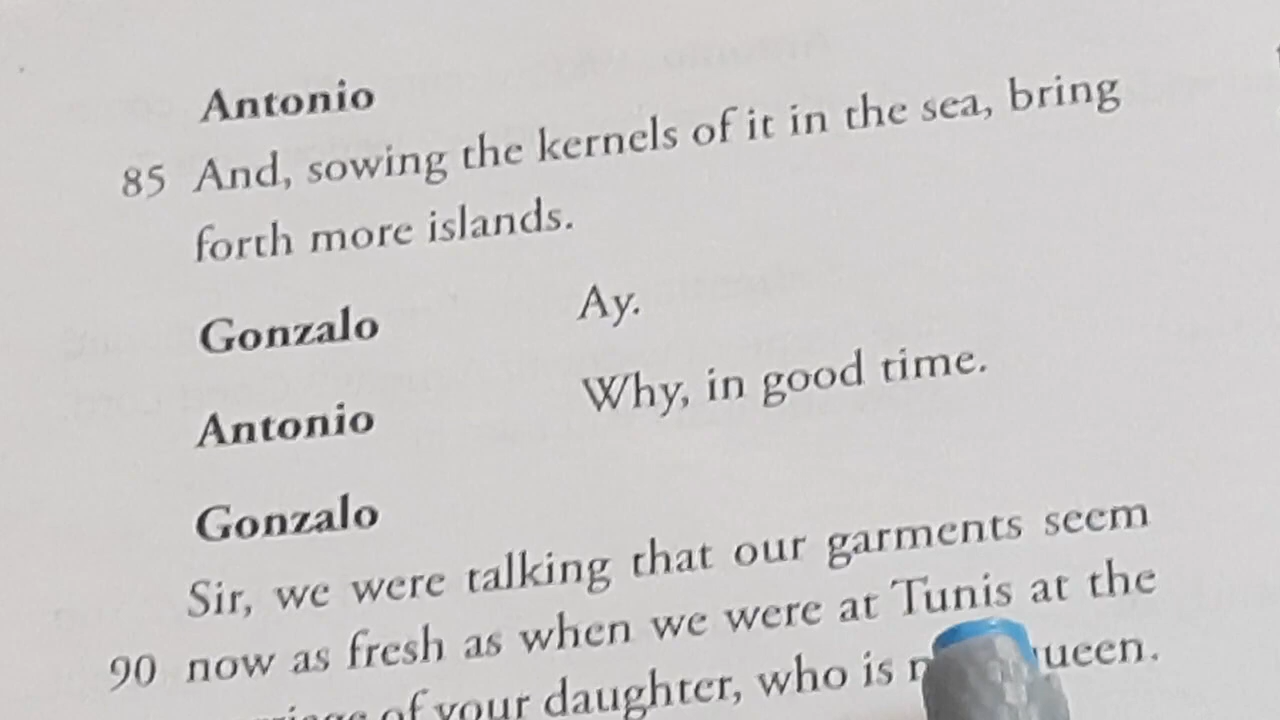 Antonio
85 And, sowing the kernels of it in the sea, bring
forth more islands.
Gonzalo Ay.
Antonio Why, in good time.
Gonzalo
Sir, we were talking that our garments seem
90 now as fresh as when we were at Tunis at the
of your daughter, who is